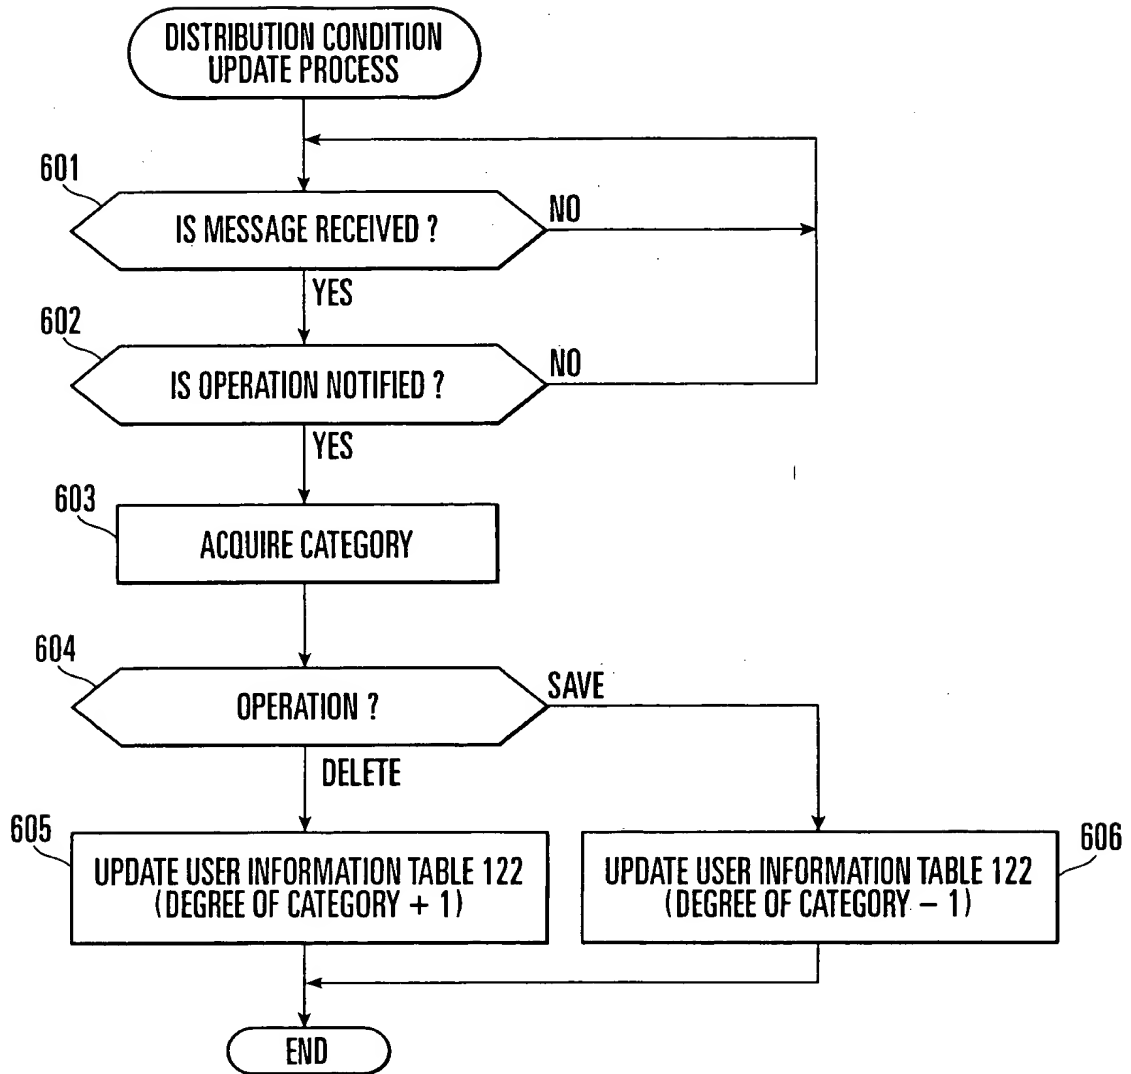 DISTRIBUTION CONDITION
UPDATE PROCESS
601
IS MESSAGE RECEIVED ?
NO
YES
602
IS OPERATION NOTIFIED ?
NO
YES
603
ACQUIRE CATEGORY
604
OPERATION ?
SAVE
DELETE
605
UPDATE USER INFORMATION TABLE 122
(DEGREE OF CATEGORY + 1)
606
UPDATE USER INFORMATION TABLE 122
(DEGREE OF CATEGORY − 1)
END